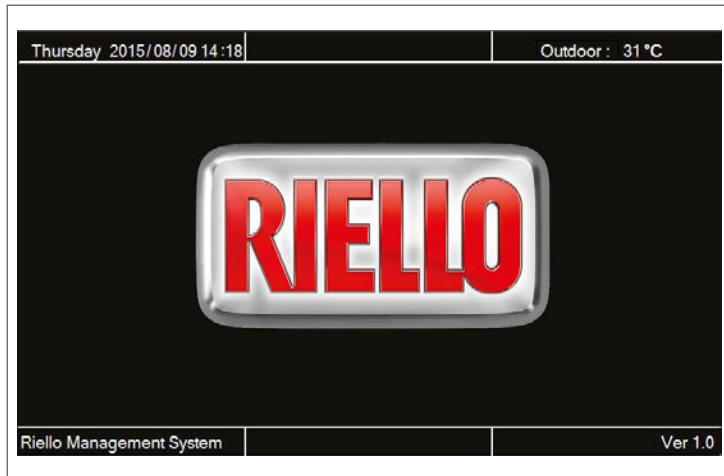 Thursday 2015/08/09 14:18
Outdoor : 31 °C
RIELLO
Riello Management System
Ver 1.0